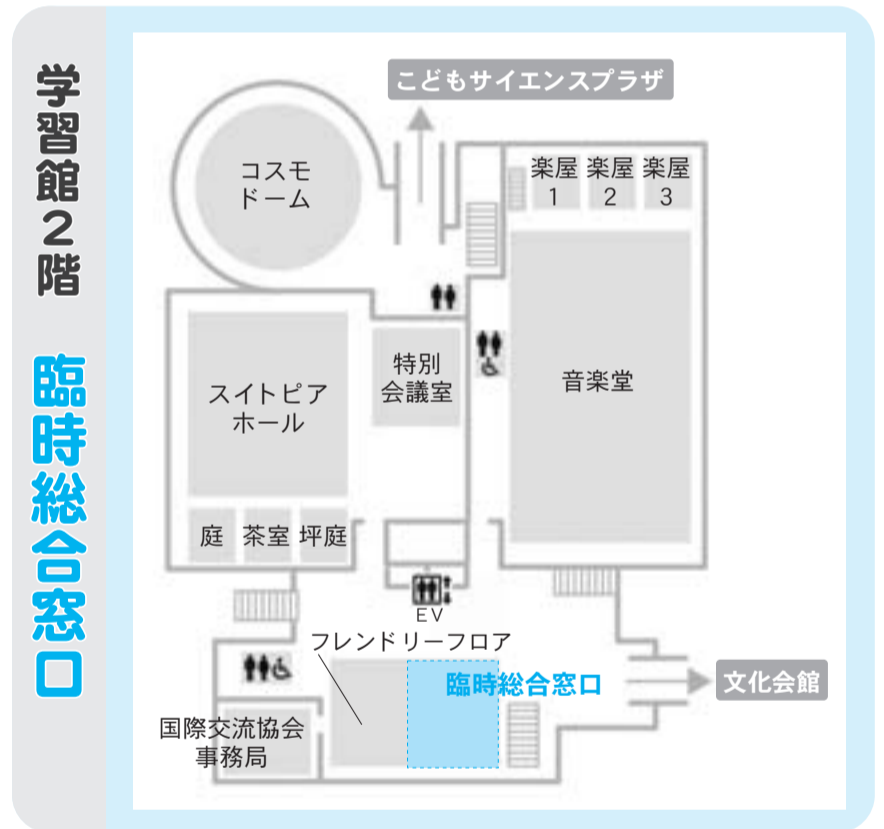 学習館2階 臨時総合窓口
こどもサイエンスプラザ
コスモ
ドーム
楽屋
1
楽屋
2
楽屋
3
スイトピア
ホール
特別
会議室
音楽堂
庭
茶室
坪庭
EV
フレンドリーフロア
臨時総合窓口
文化会館
国際交流協会
事務局